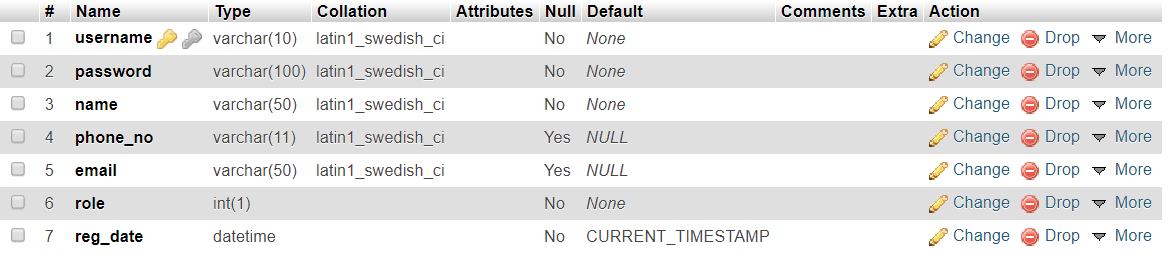 # Name Type Collation Attributes Null Default Comments Extra Action
1 username varchar(10) latin1_swedish_ci No None Change Drop More
2 password varchar(100) latin1_swedish_ci No None Change Drop More
3 name varchar(50) latin1_swedish_ci No None Change Drop More
4 phone_no varchar(11) latin1_swedish_ci Yes NULL Change Drop More
5 email varchar(50) latin1_swedish_ci Yes NULL Change Drop More
6 role int(1) No None Change Drop More
7 reg_date datetime No CURRENT_TIMESTAMP Change Drop More